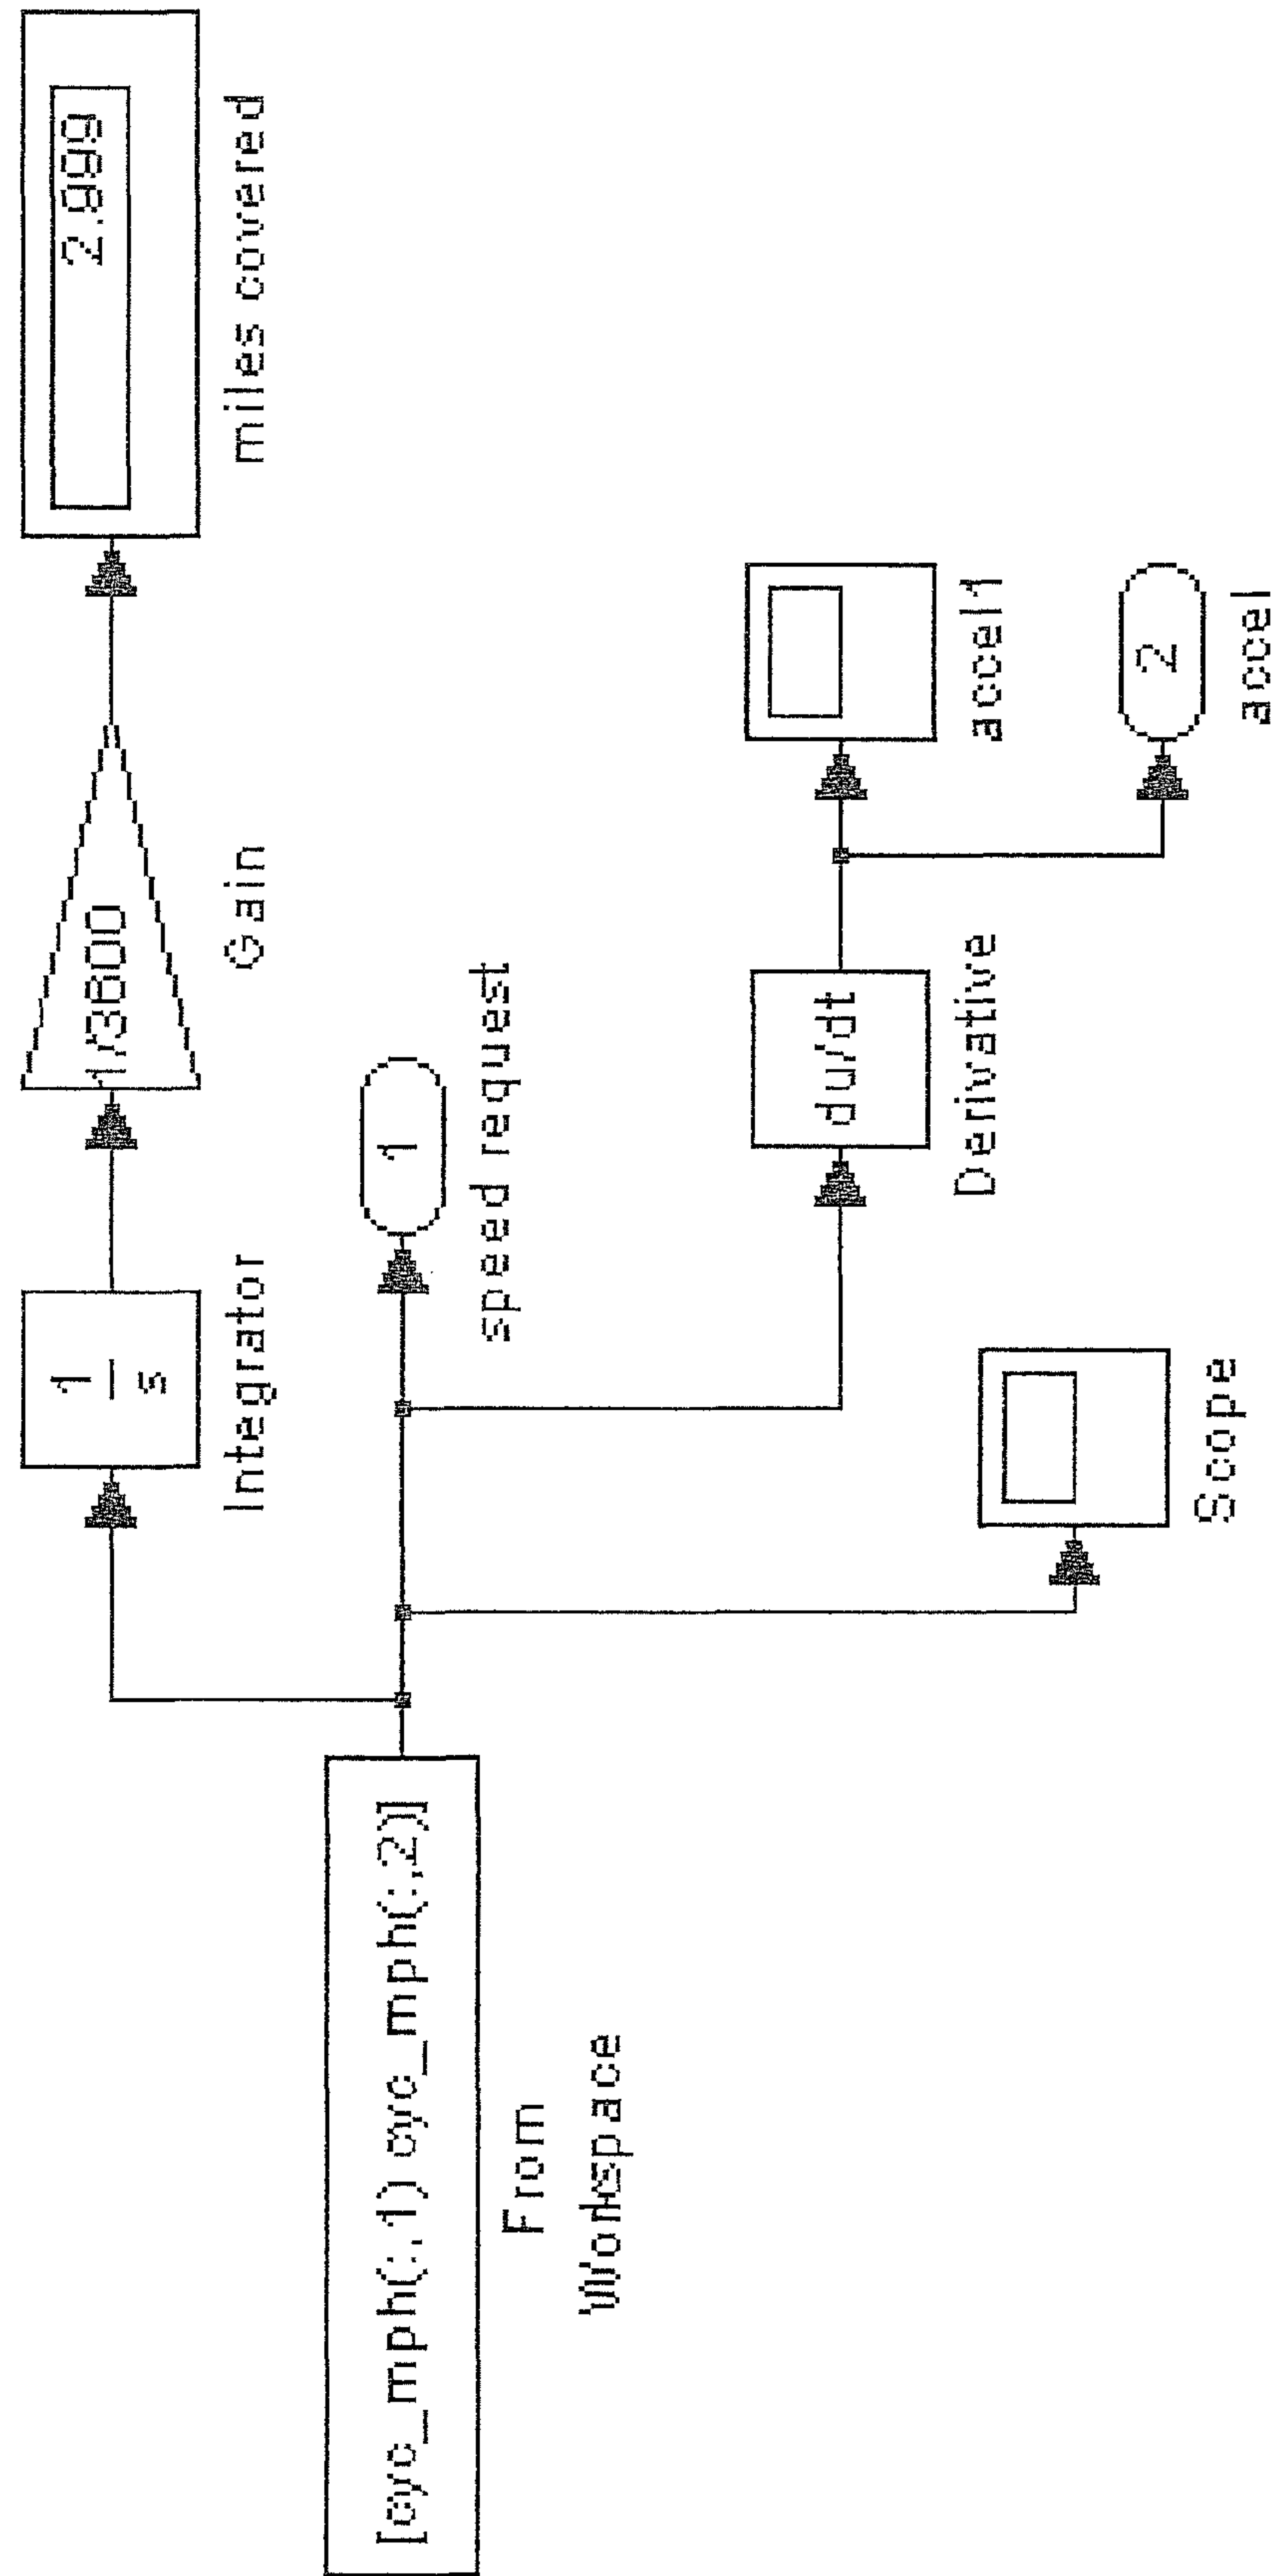 2.999
miles covered
1/3600
Gain
1
s
Integrator
1
speed request
[cyc_mph(:,1) cyc_mph(:,2)]
From
Workspace
du/dt
Derivative
accel1
2
accel
Scope